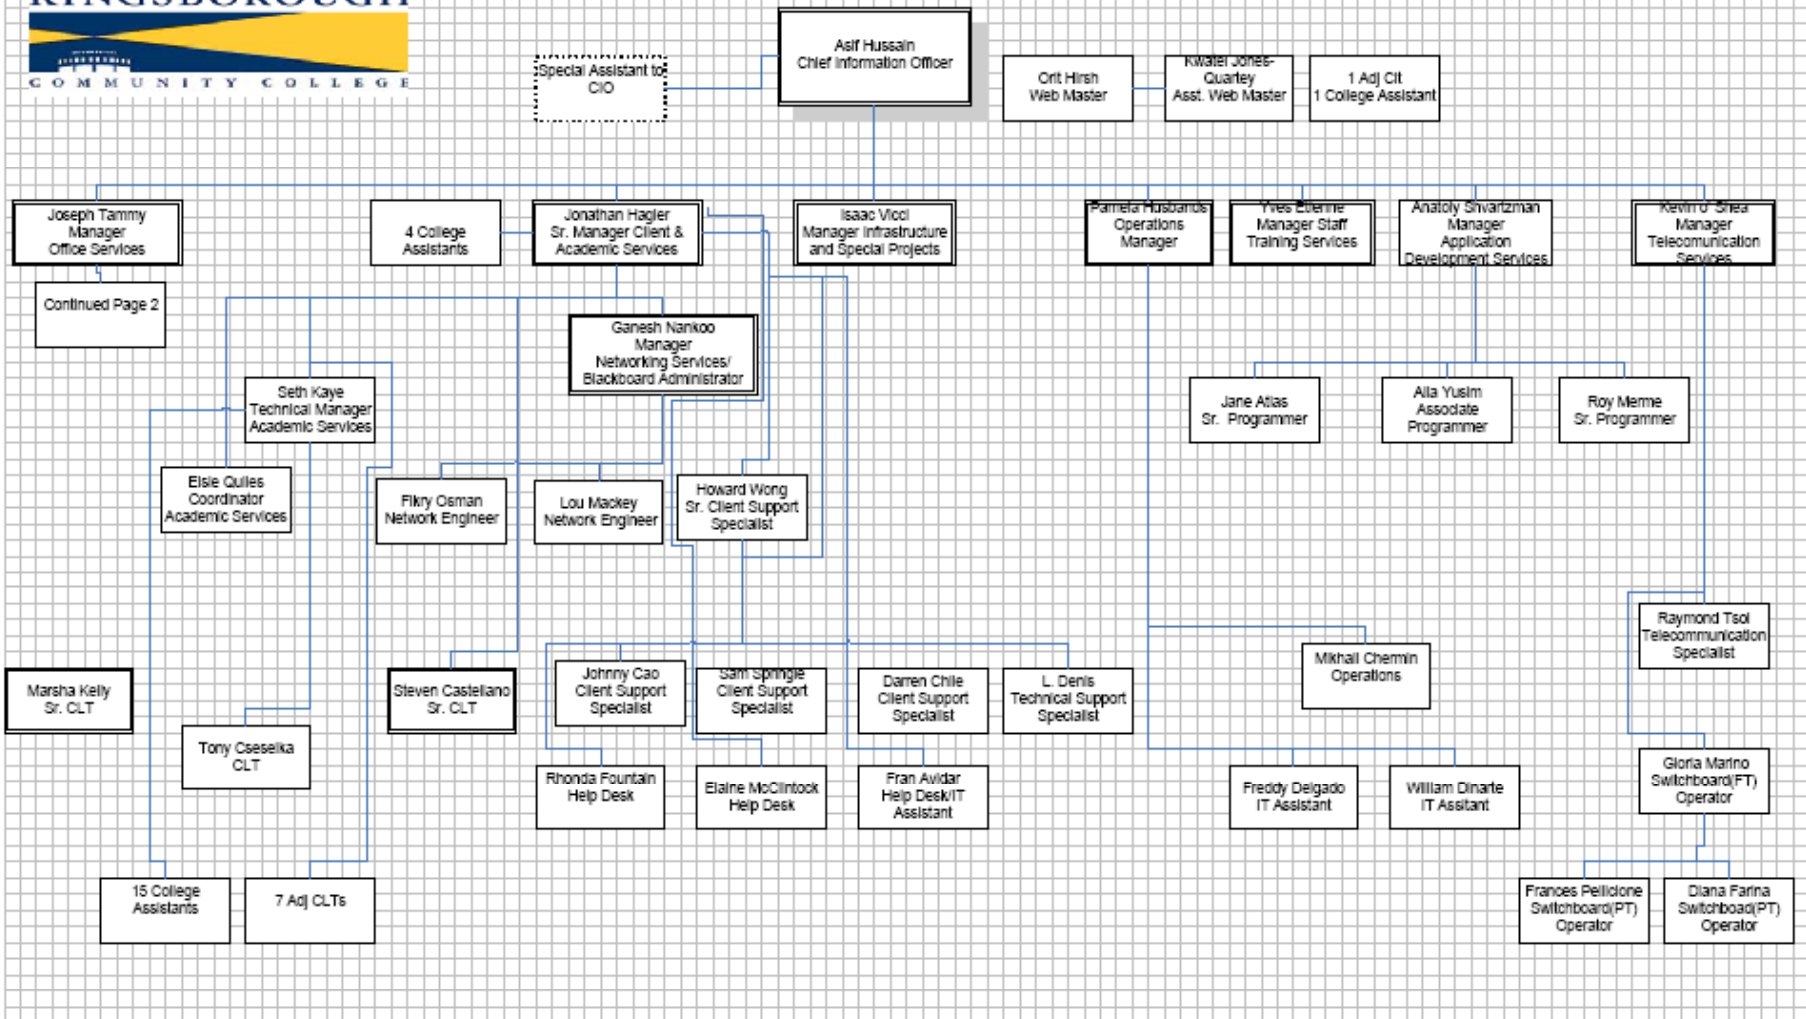 KINGSBOROUGH
COMMUNITY COLLEGE
Asif Hussain
Chief Information Officer
Special Assistant to
CIO
Orit Hirsh
Web Master
Kwatei Jones-
Quartey
Asst. Web Master
1 Adj Clt
1 College Assistant
Joseph Tammy
Manager
Office Services
4 College
Assistants
Jonathan Hagler
Sr. Manager Client &
Academic Services
Isaac Vicci
Manager Infrastructure
and Special Projects
Pamela Husbands
Operations
Manager
Yves Etienne
Manager Staff
Training Services
Anatoly Shvartzman
Manager
Application
Development Services
Kevin O' Shea
Manager
Telecomunication
Services
Continued Page 2
Ganesh Nankoo
Manager
Networking Services/
Blackboard Administrator
Seth Kaye
Technical Manager
Academic Services
Jane Atlas
Sr. Programmer
Alla Yusim
Associate
Programmer
Roy Merme
Sr. Programmer
Elsie Quiles
Coordinator
Academic Services
Fikry Osman
Network Engineer
Lou Mackey
Network Engineer
Howard Wong
Sr. Client Support
Specialist
Raymond Tsoi
Telecommunication
Specialist
Marsha Kelly
Sr. CLT
Steven Castellano
Sr. CLT
Johnny Cao
Client Support
Specialist
Sam Springle
Client Support
Specialist
Darren Chile
Client Support
Specialist
L. Denis
Technical Support
Specialist
Mikhail Chermin
Operations
Tony Cseselka
CLT
Rhonda Fountain
Help Desk
Elaine McClintock
Help Desk
Fran Avidar
Help Desk/IT
Assistant
Freddy Delgado
IT Assistant
William Dinarte
IT Assitant
Gloria Marino
Switchboard(FT)
Operator
15 College
Assistants
7 Adj CLTs
Frances Pellicione
Switchboard(PT)
Operator
Diana Farina
Switchboad(PT)
Operator